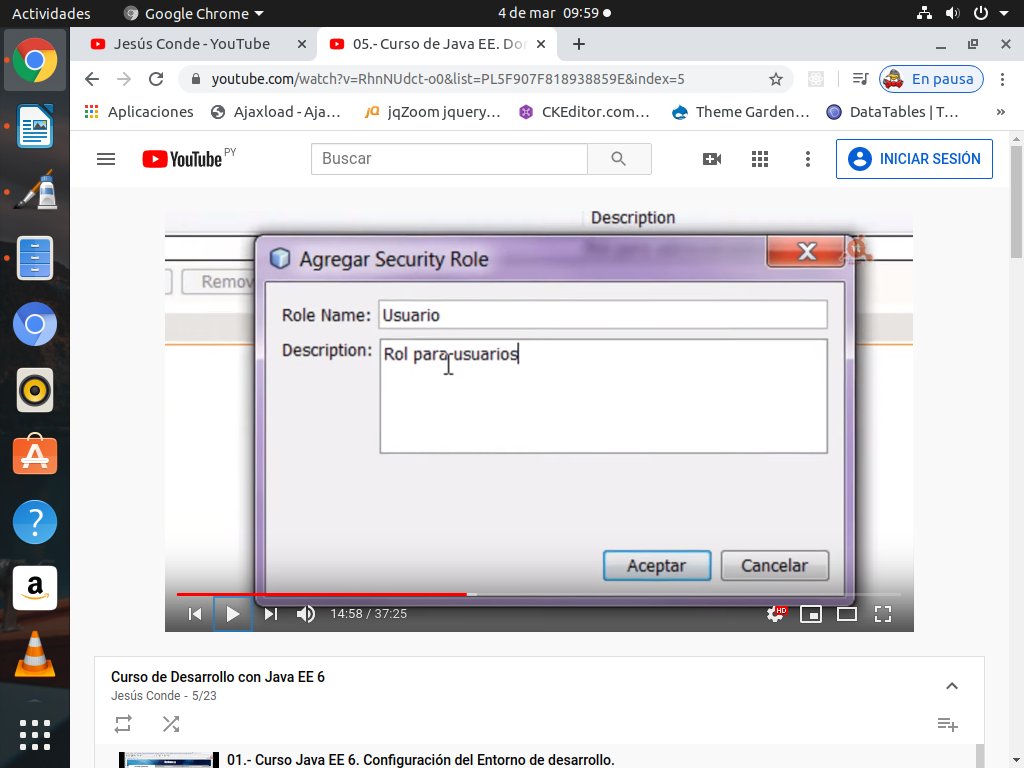 Actividades
Google Chrome
4 de mar 09:59
Jesús Conde - YouTube
05.- Curso de Java EE. Dor
youtube.com/watch?v=RhnNUdct-o0&list=PL5F907F818938859E&index=5
En pausa
Aplicaciones
Ajaxload - Aja…
jqZoom jquery…
CKEditor.com…
Theme Garden…
DataTables | T…
»
YouTube PY
Buscar
INICIAR SESIÓN
Description
Agregar Security Role
Remov
Role Name: Usuario
Description: Rol para usuarios
Aceptar
Cancelar
14:58 / 37:25
HD
Curso de Desarrollo con Java EE 6
Jesús Conde - 5/23
01.- Curso Java EE 6. Configuración del Entorno de desarrollo.